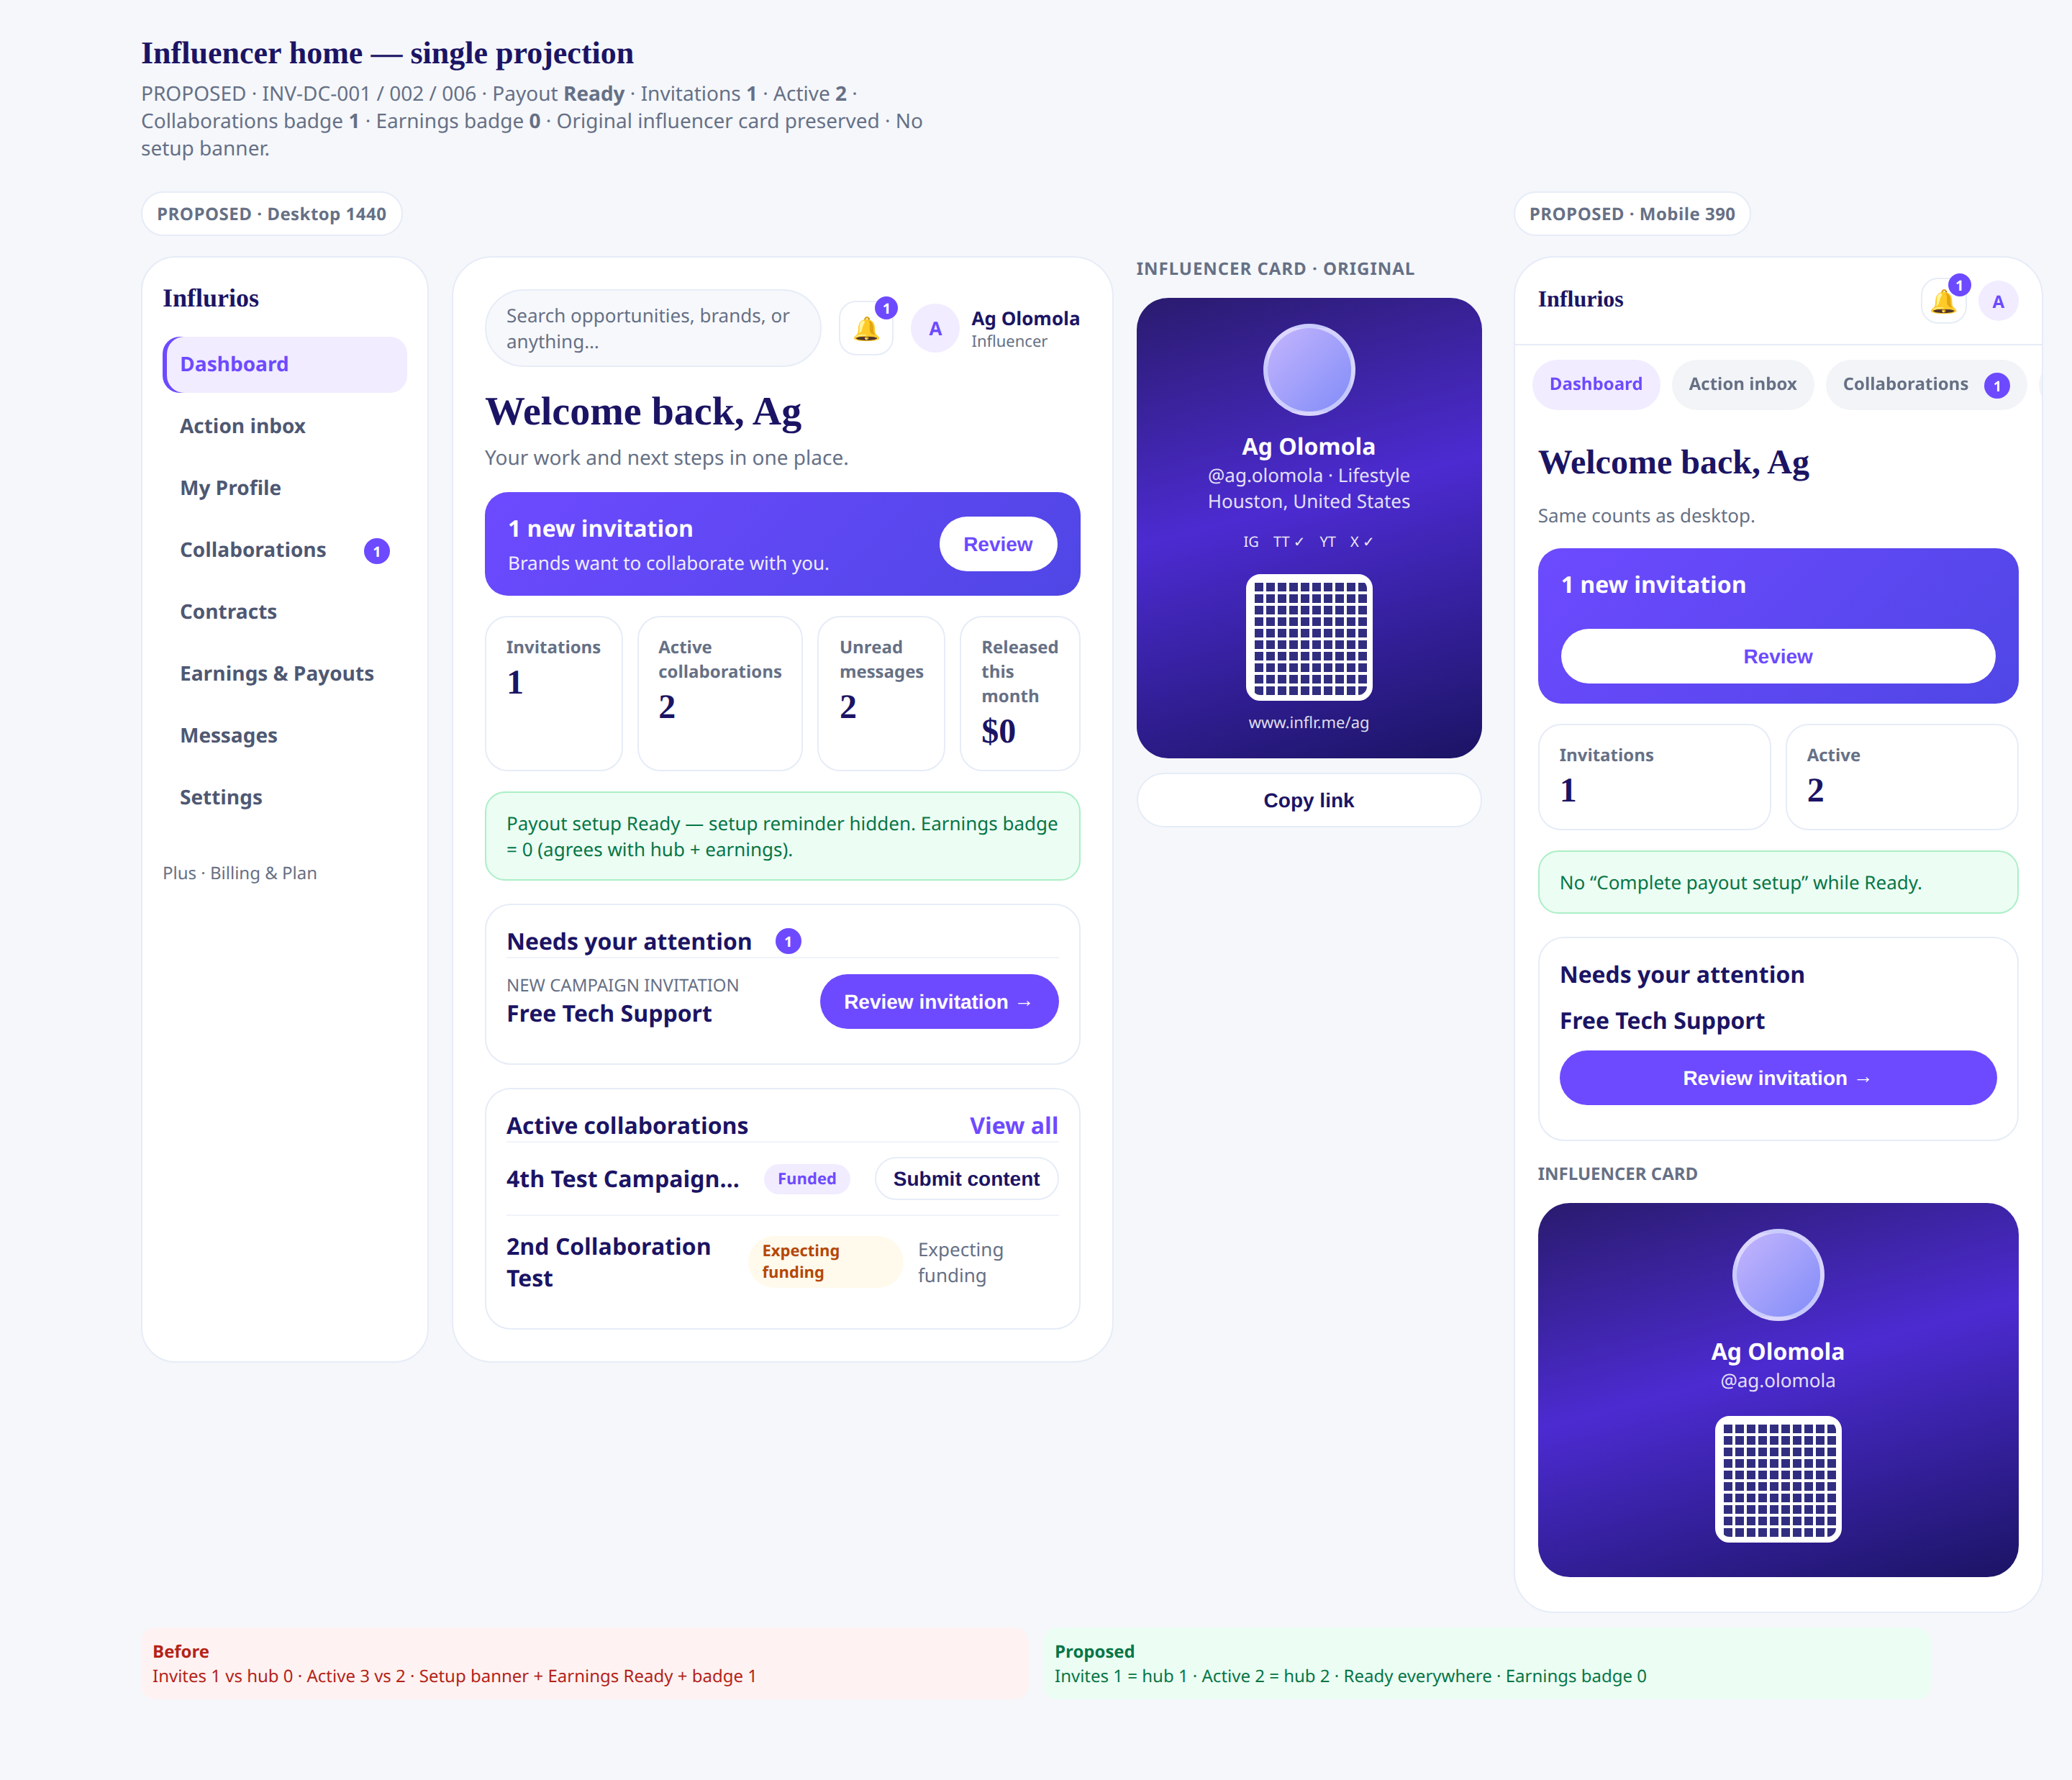 Influencer home — single projection
PROPOSED · INV-DC-001 / 002 / 006 · Payout Ready · Invitations 1 · Active 2 ·
Collaborations badge 1 · Earnings badge 0 · Original influencer card preserved · No
setup banner.
PROPOSED · Desktop 1440
Influrios
Dashboard
Action inbox
My Profile
Collaborations 1
Contracts
Earnings & Payouts
Messages
Settings
Plus · Billing & Plan
Search opportunities, brands, or
anything...
1
A
Ag Olomola
Influencer
Welcome back, Ag
Your work and next steps in one place.
1 new invitation
Brands want to collaborate with you.
Review
Invitations
1
Active
collaborations
2
Unread
messages
2
Released
this
month
$0
Payout setup Ready — setup reminder hidden. Earnings badge
= 0 (agrees with hub + earnings).
Needs your attention 1
NEW CAMPAIGN INVITATION
Free Tech Support
Review invitation →
Active collaborations
View all
4th Test Campaign...
Funded
Submit content
2nd Collaboration
Test
Expecting
funding
Expecting
funding
INFLUENCER CARD · ORIGINAL
Ag Olomola
@ag.olomola · Lifestyle
Houston, United States
IG TT ✓ YT X ✓
www.inflr.me/ag
Copy link
PROPOSED · Mobile 390
Influrios
1
A
Dashboard
Action inbox
Collaborations 1
Welcome back, Ag
Same counts as desktop.
1 new invitation
Review
Invitations
1
Active
2
No “Complete payout setup” while Ready.
Needs your attention
Free Tech Support
Review invitation →
INFLUENCER CARD
Ag Olomola
@ag.olomola
Before
Invites 1 vs hub 0 · Active 3 vs 2 · Setup banner + Earnings Ready + badge 1
Proposed
Invites 1 = hub 1 · Active 2 = hub 2 · Ready everywhere · Earnings badge 0